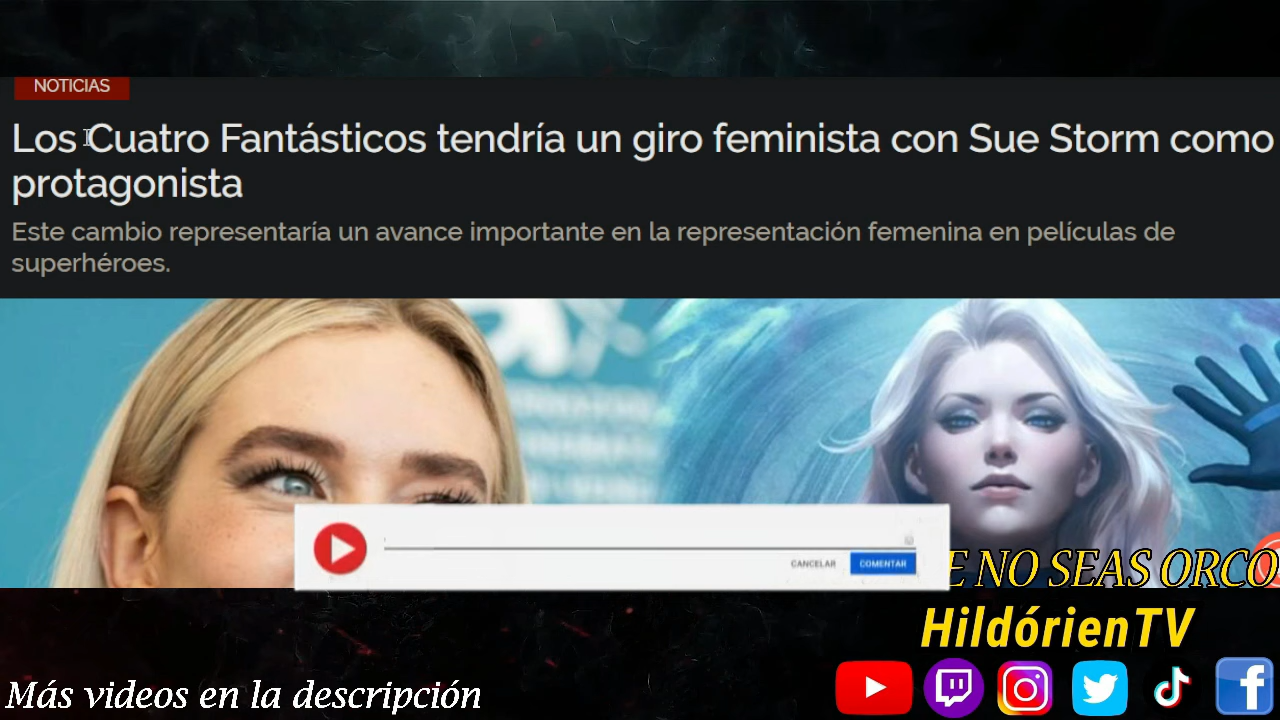 NOTICIAS
Los Cuatro Fantásticos tendría un giro feminista con Sue Storm como
protagonista
Este cambio representaría un avance importante en la representación femenina en películas de
superhéroes.
CANCELAR COMENTAR
E NO SEAS ORCO
HildórienTV
Más videos en la descripción